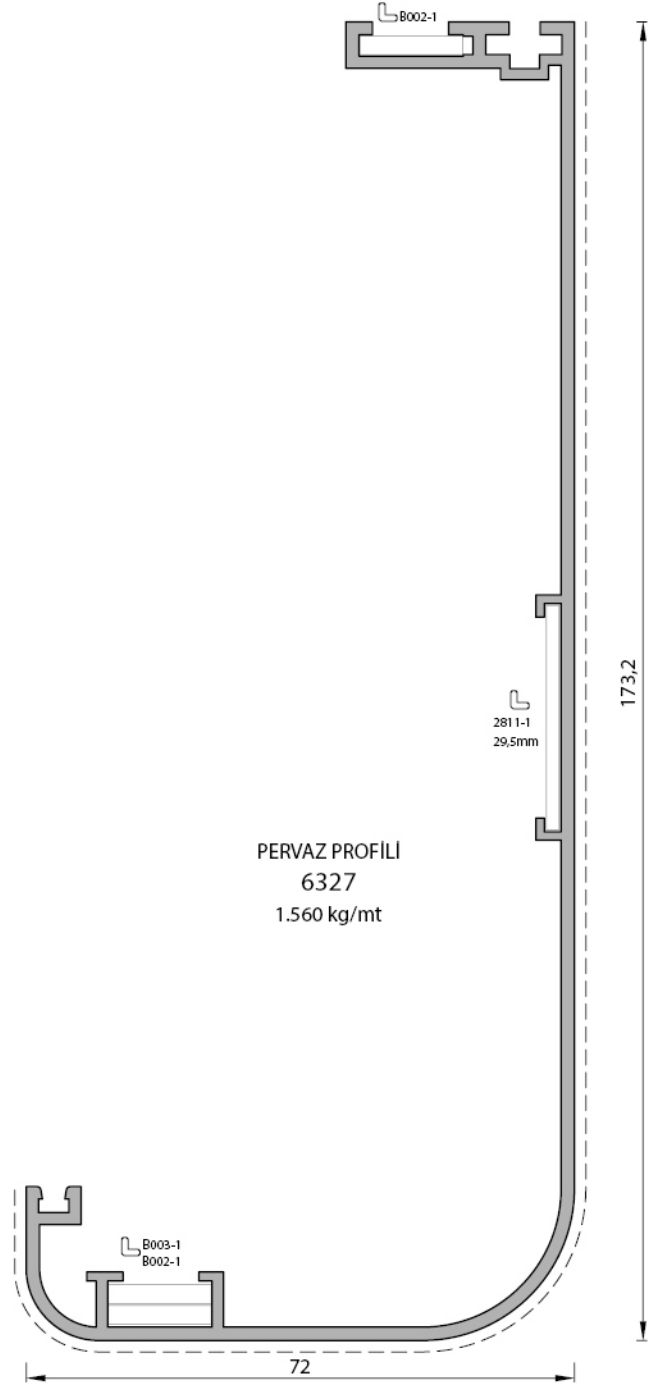 B002-1
173,2
2811-1
29,5mm
PERVAZ PROFİLİ
6327
1.560 kg/mt
B003-1
B002-1
72